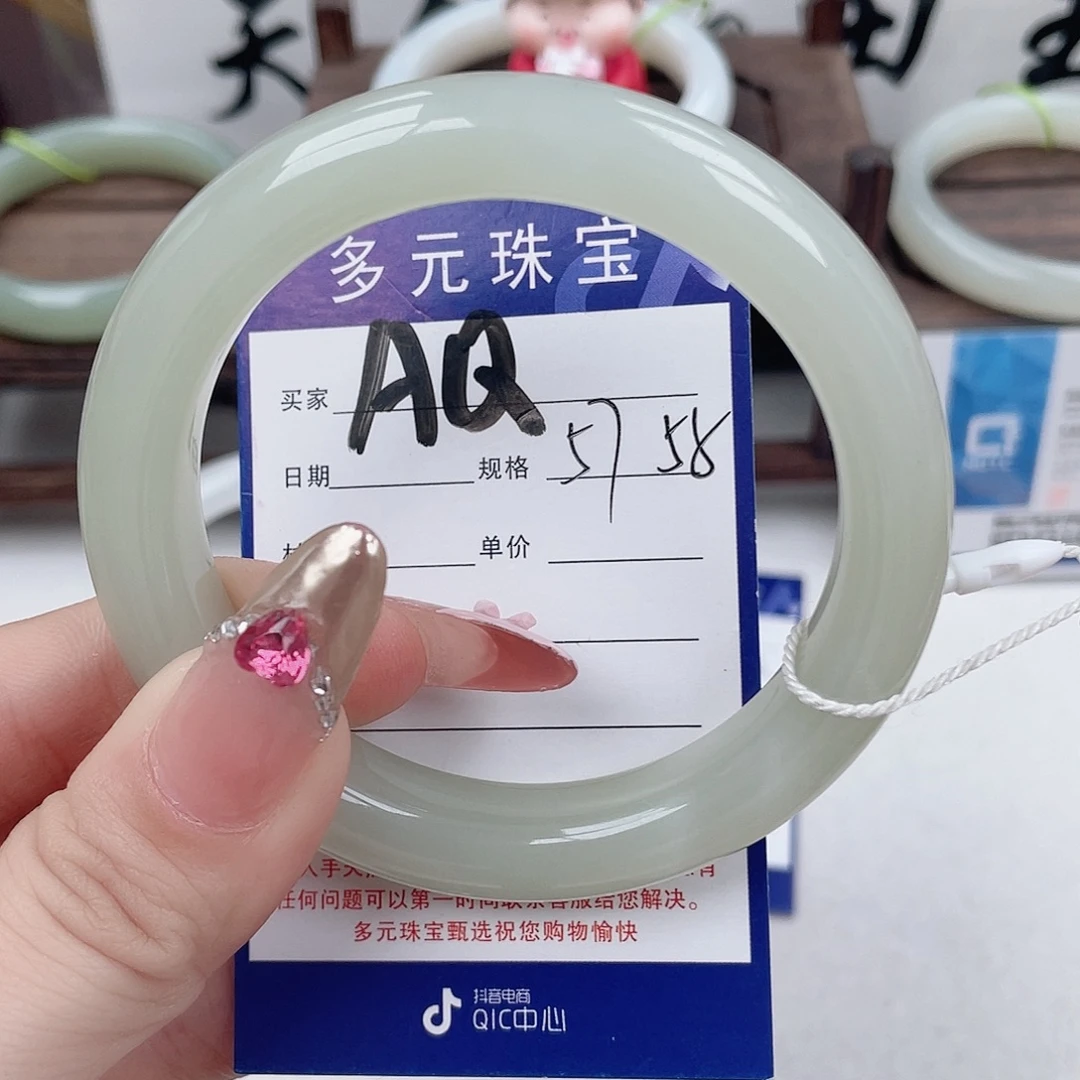 天
多元珠宝
买家 AQ
日期 规格 57 58
单价
任何问题可以第一时间联系客服给您解决。
多元珠宝甄选祝您购物愉快
抖音电商
QIC中心